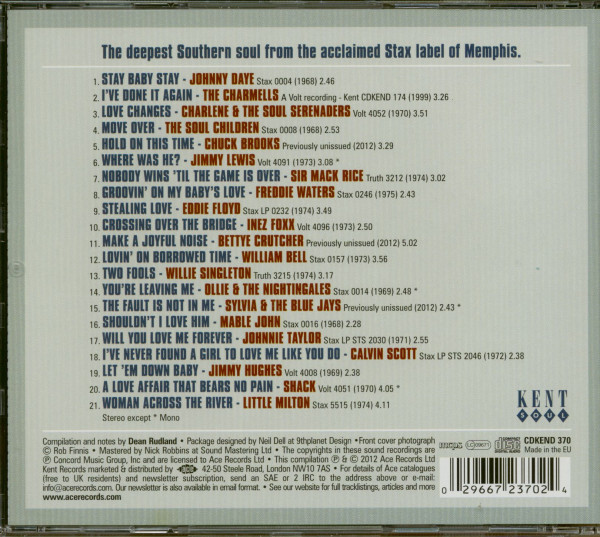 The deepest Southern soul from the acclaimed Stax label of Memphis.
1. STAY BABY STAY - JOHNNY DAYE Stax 0004 (1968) 2.46
2. I'VE DONE IT AGAIN - THE CHARMELLS A Volt recording - Kent CDKEND 174 (1999) 3.26
3. LOVE CHANGES - CHARLENE & THE SOUL SERENADERS Volt 4052 (1970) 3.51
4. MOVE OVER - THE SOUL CHILDREN Stax 0008 (1968) 2.53
5. HOLD ON THIS TIME - CHUCK BROOKS Previously unissued (2012) 3.29
6. WHERE WAS HE? - JIMMY LEWIS Volt 4091 (1973) 3.08 *
7. NOBODY WINS 'TIL THE GAME IS OVER - SIR MACK RICE Truth 3212 (1974) 3.02
8. GROOVIN' ON MY BABY'S LOVE - FREDDIE WATERS Stax 0246 (1975) 2.43
9. STEALING LOVE - EDDIE FLOYD Stax LP 0232 (1974) 3.49
10. CROSSING OVER THE BRIDGE - INEZ FOXX Volt 4096 (1973) 2.50
11. MAKE A JOYFUL NOISE - BETTYE CRUTCHER Previously unissued (2012) 5.02
12. LOVIN' ON BORROWED TIME - WILLIAM BELL Stax 0157 (1973) 3.56
13. TWO FOOLS - WILLIE SINGLETON Truth 3215 (1974) 3.17
14. YOU'RE LEAVING ME - OLLIE & THE NIGHTINGALES Stax 0014 (1969) 2.48 *
15. THE FAULT IS NOT IN ME - SYLVIA & THE BLUE JAYS Previously unissued (2012) 2.43 *
16. SHOULDN'T I LOVE HIM - MABLE JOHN Stax 0016 (1968) 2.28
17. WILL YOU LOVE ME FOREVER - JOHNNIE TAYLOR Stax LP STS 2030 (1971) 2.55
18. I'VE NEVER FOUND A GIRL TO LOVE ME LIKE YOU DO - CALVIN SCOTT Stax LP STS 2046 (1972) 2.38
19. LET 'EM DOWN BABY - JIMMY HUGHES Volt 4008 (1969) 2.38
20. A LOVE AFFAIR THAT BEARS NO PAIN - SHACK Volt 4051 (1970) 4.05 *
21. WOMAN ACROSS THE RIVER - LITTLE MILTON Stax 5515 (1974) 4.11
Stereo except * Mono
KENT
SOUL
Compilation and notes by Dean Rudland • Package designed by Neil Dell at 9thplanet Design •Front cover photograph
© Rob Finnis • Mastered by Nick Robbins at Sound Mastering Ltd • The copyrights in these sound recordings are
℗ Concord Music Group, Inc. and are licensed to Ace Records Ltd • This compilation ℗ & © 2012 Ace Records Ltd
Kent Records marketed & distributed by ACE 42-50 Steele Road, London NW10 7AS • For details of Ace catalogues
(free to UK residents) and newsletter subscription, send an SAE or 2 IRC to the address above or e-mail:
info@acerecords.com. Our newsletter is also available in email format. • See our website for full tracklistings, articles and more
www.acerecords.com
mcps
LC 09671
COMPACT disc DIGITAL AUDIO
CDKEND 370
Made in the EU
0 29667 23702 4